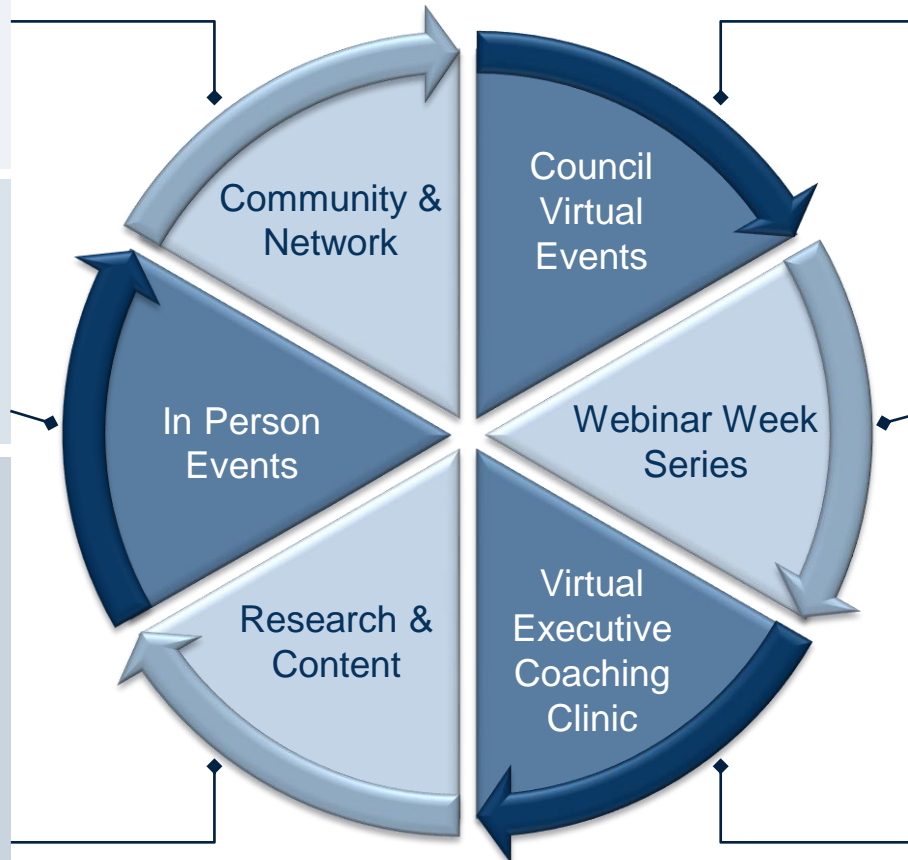 Community &
Network
Council
Virtual
Events
Webinar Week
Series
Virtual
Executive
Coaching
Clinic
Research &
Content
In Person
Events